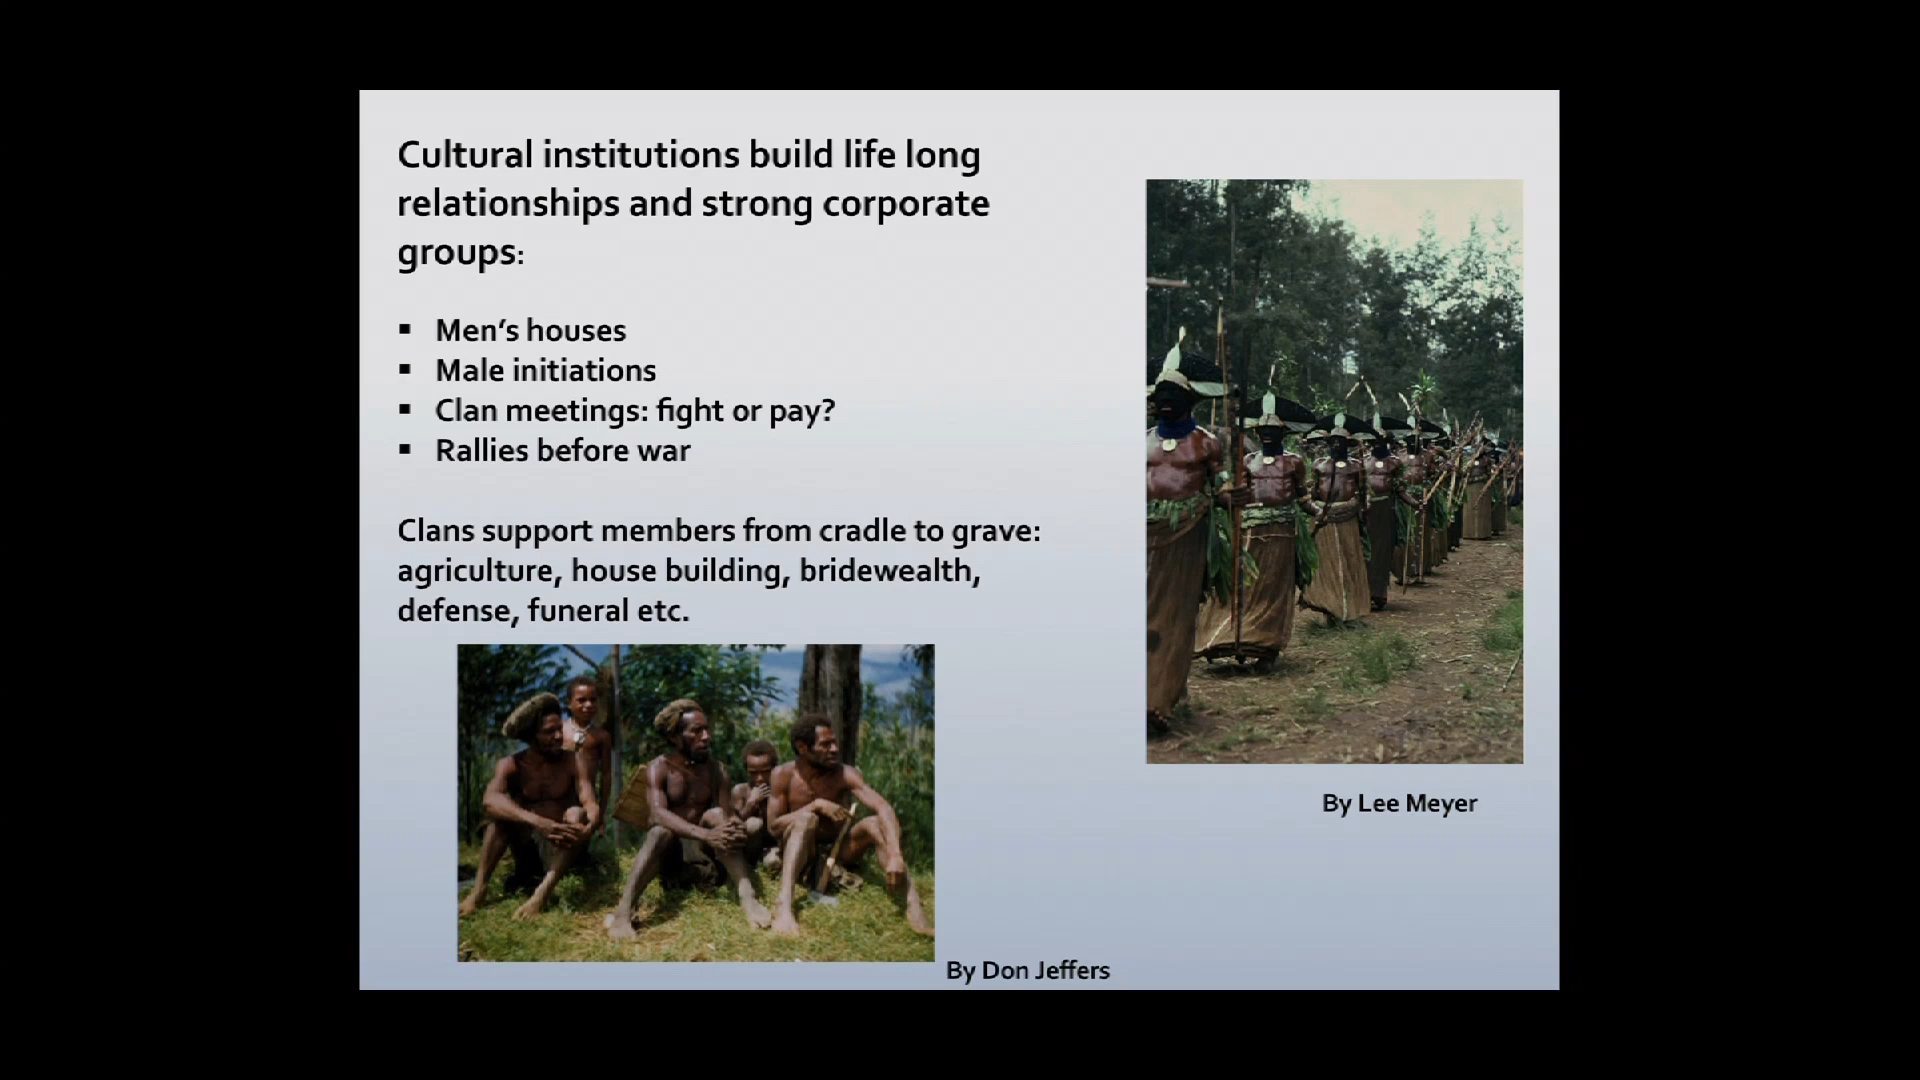 Cultural institutions build life long
relationships and strong corporate
groups:
▪ Men’s houses
▪ Male initiations
▪ Clan meetings: fight or pay?
▪ Rallies before war
Clans support members from cradle to grave:
agriculture, house building, bridewealth,
defense, funeral etc.
By Lee Meyer
By Don Jeffers